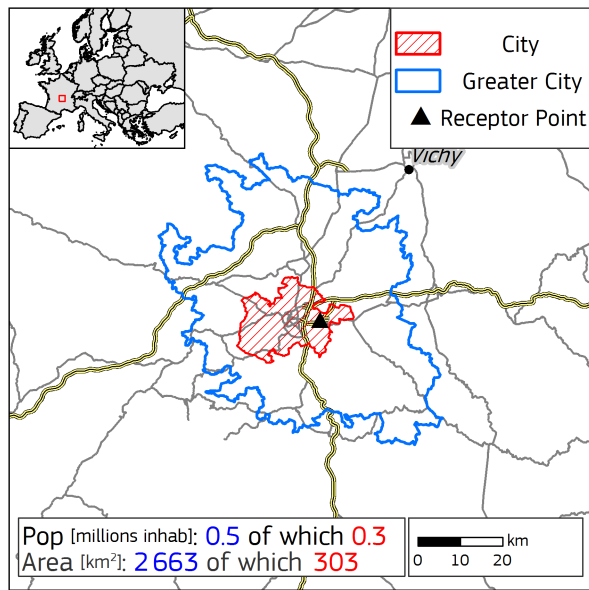 City
Greater City
Receptor Point
Vichy
Pop [millions inhab]: 0.5 of which 0.3
Area [km²]: 2 663 of which 303
km
0 10 20